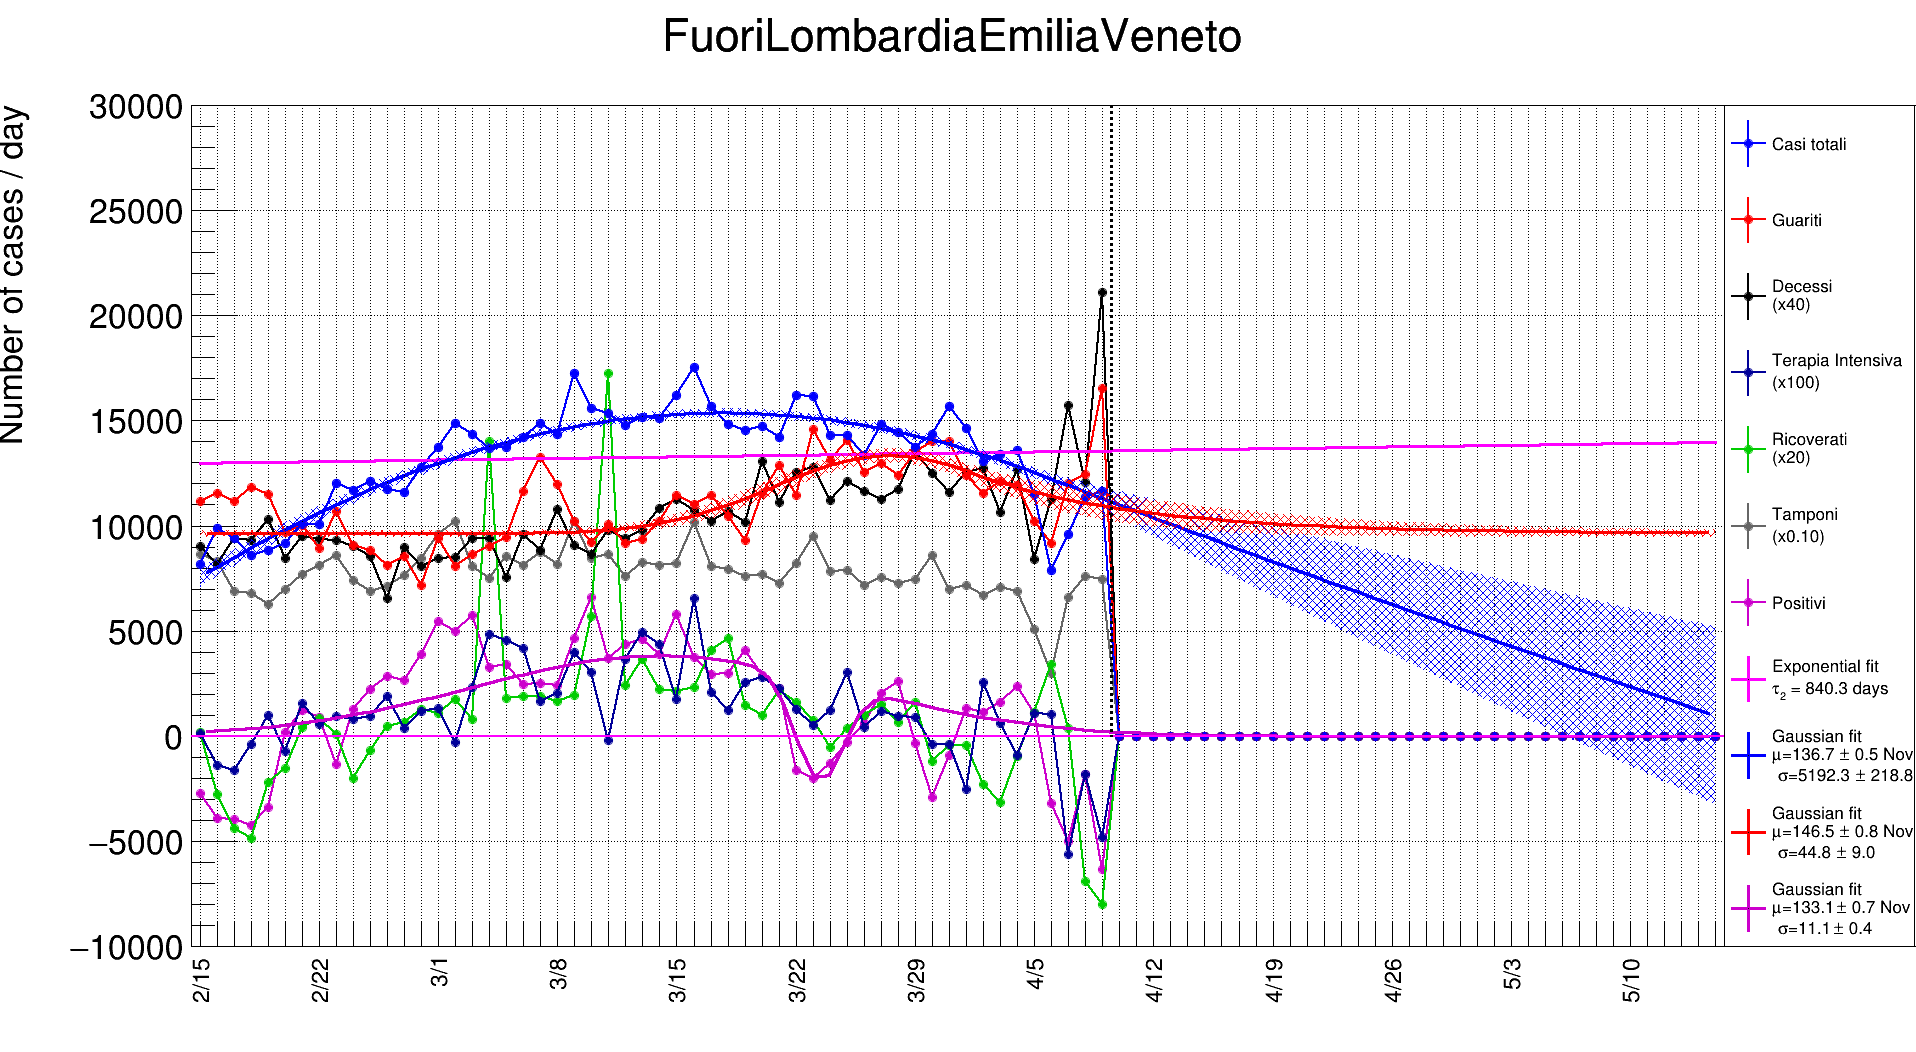 FuoriLombardiaEmiliaVeneto
Number of cases / day
30000
25000
20000
15000
10000
5000
0
−5000
−10000
2/15
2/22
3/1
3/8
3/15
3/22
3/29
4/5
4/12
4/19
4/26
5/3
5/10
Casi totali
Guariti
Decessi
(x40)
Terapia Intensiva
(x100)
Ricoverati
(x20)
Tamponi
(x0.10)
Positivi
Exponential fit
τ2 = 840.3 days
Gaussian fit
μ=136.7 ± 0.5 Nov
σ=5192.3 ± 218.8
Gaussian fit
μ=146.5 ± 0.8 Nov
σ=44.8 ± 9.0
Gaussian fit
μ=133.1 ± 0.7 Nov
σ=11.1 ± 0.4